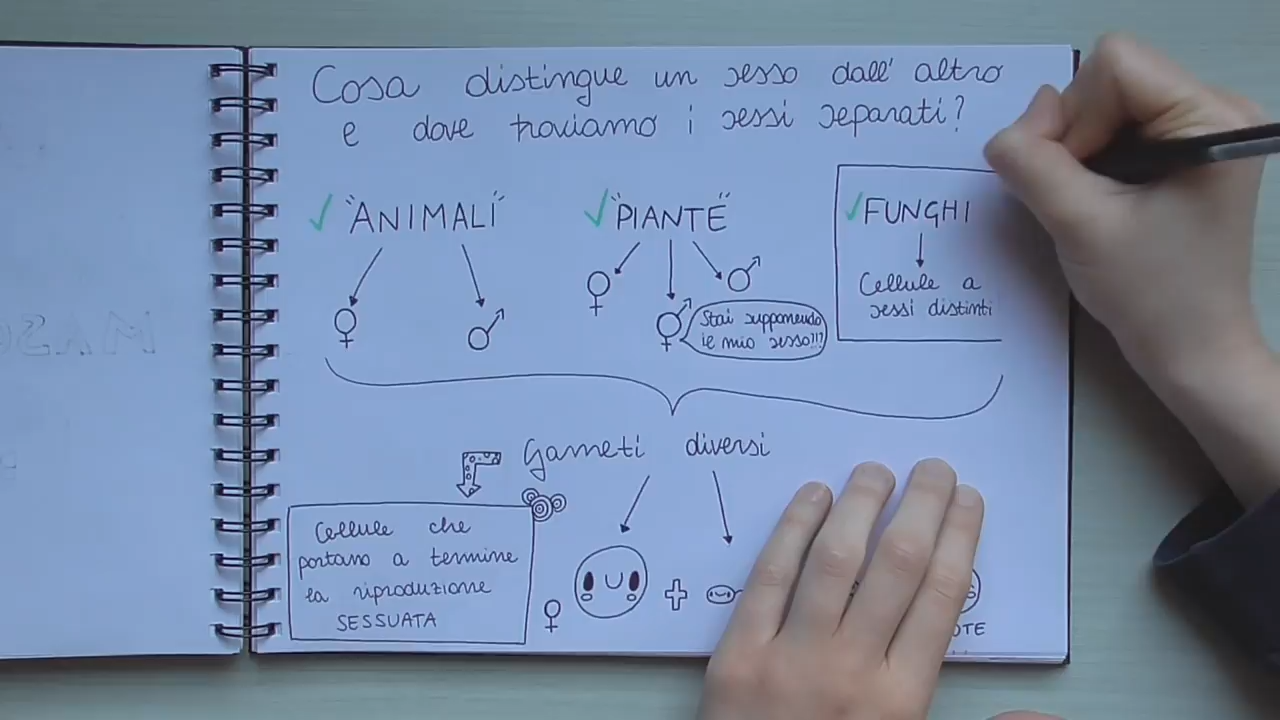 Cosa distingue un sesso dall'altro
e dove troviamo i sessi separati?
"ANIMALI"
"PIANTE"
FUNGHI
Cellule a
sessi distinti
Stai supponendo
il mio sesso!!?
Gameti diversi
Cellule che
portano a termine
la riproduzione
SESSUATA
OTE